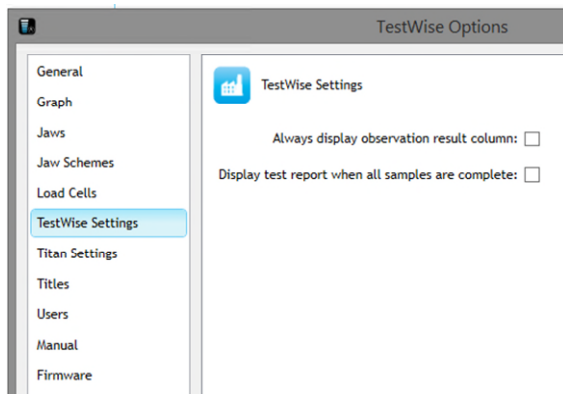 TestWise Options
General
Graph
Jaws
Jaw Schemes
Load Cells
TestWise Settings
Titan Settings
Titles
Users
Manual
Firmware
TestWise Settings
Always display observation result column:
Display test report when all samples are complete: